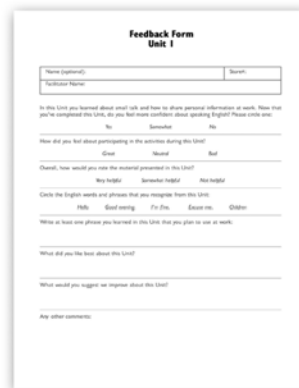 Feedback Form
Unit 1
Name (optional):
Facilitator Name:
In this Unit you learned about small talk and how to share personal information at work. Now that
you've completed this Unit, do you feel more confident about speaking English? Please circle one:
Yes Somewhat No
How did you feel about participating in the activities during this Unit?
Great Neutral Bad
Overall, how would you rate the material presented in this Unit?
Very helpful Somewhat helpful Not helpful
Circle the English words and phrases that you recognize from this Unit:
Hello Good evening I'm fine. Excuse me. Children
Write at least one phrase you learned in this Unit that you plan to use at work:
What did you like best about this Unit?
What would you suggest we improve about this Unit?
Any other comments: